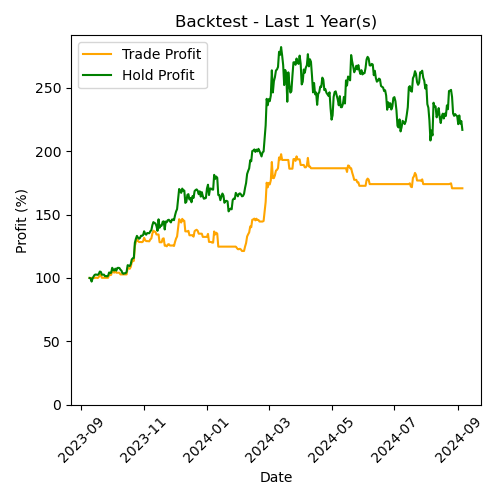 Backtest - Last 1 Year(s)
Trade Profit
Hold Profit
Profit (%)
250
200
150
100
50
0
2023-09
2023-11
2024-01
2024-03
2024-05
2024-07
2024-09
Date